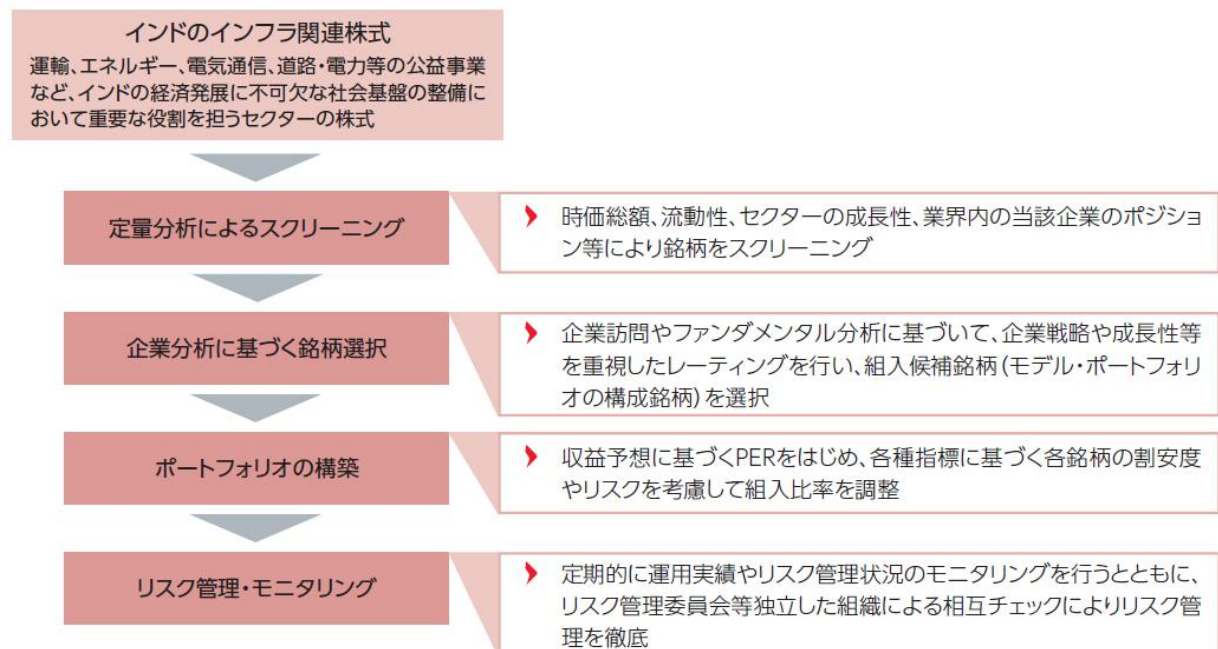 インドのインフラ関連株式
運輸、エネルギー、電気通信、道路・電力等の公益事業
など、インドの経済発展に不可欠な社会基盤の整備に
おいて重要な役割を担うセクターの株式
定量分析によるスクリーニング
時価総額、流動性、セクターの成長性、業界内の当該企業のポジショ
ン等により銘柄をスクリーニング
企業分析に基づく銘柄選択
企業訪問やファンダメンタル分析に基づいて、企業戦略や成長性等
を重視したレーティングを行い、組入候補銘柄(モデル・ポートフォリ
オの構成銘柄)を選択
ポートフォリオの構築
収益予想に基づくPERをはじめ、各種指標に基づく各銘柄の割安度
やリスクを考慮して組入比率を調整
リスク管理・モニタリング
定期的に運用実績やリスク管理状況のモニタリングを行うとともに、
リスク管理委員会等独立した組織による相互チェックによりリスク管
理を徹底